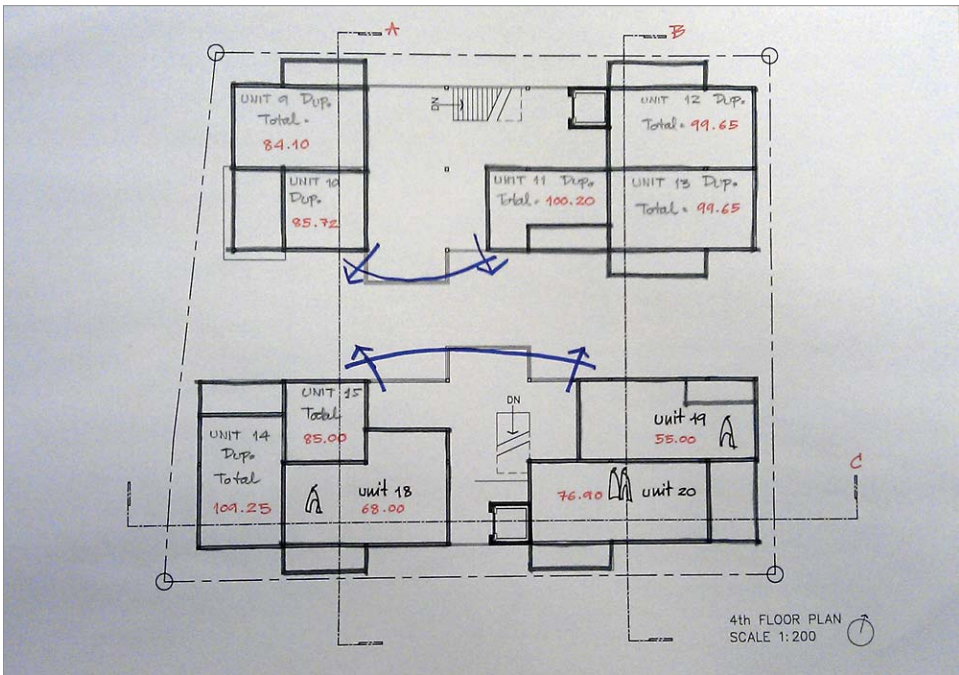 A
B
UNIT 9 Dup.
Total =
84.10
DN
UNIT 12 Dup.
Total = 99.65
UNIT 10
Dup.
85.72
UNIT 11 Dup.
Total = 100.20
UNIT 13 Dup.
Total = 99.65
UNIT 15
Total
85.00
UNIT 14
Dup.
Total
109.25
unit 18
68.00
DN
unit 19
55.00
76.90 unit 20
C
4th FLOOR PLAN
SCALE 1:200